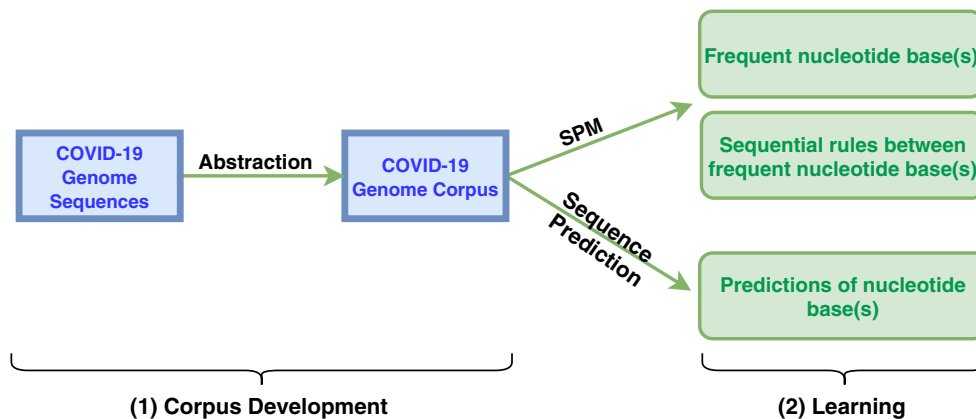 COVID-19
Genome
Sequences
Abstraction
COVID-19
Genome Corpus
SPM
Sequence
Prediction
Frequent nucleotide base(s)
Sequential rules between
frequent nucleotide base(s)
Predictions of nucleotide
base(s)
(1) Corpus Development
(2) Learning